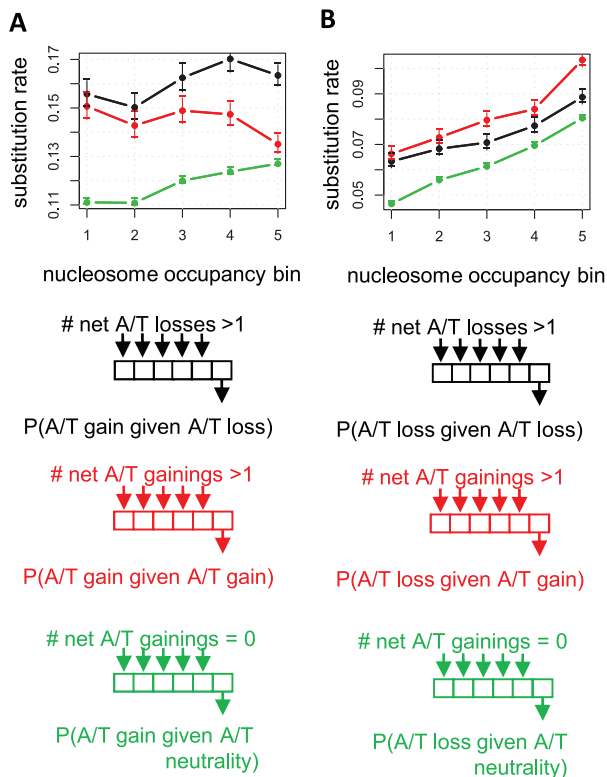 A
substitution rate
0.17
0.15
0.13
0.11
1 2 3 4 5
nucleosome occupancy bin
# net A/T losses >1
P(A/T gain given A/T loss)
# net A/T gainings >1
P(A/T gain given A/T gain)
# net A/T gainings = 0
P(A/T gain given A/T
neutrality)
B
substitution rate
0.09
0.07
0.05
1 2 3 4 5
nucleosome occupancy bin
# net A/T losses >1
P(A/T loss given A/T loss)
# net A/T gainings >1
P(A/T loss given A/T gain)
# net A/T gainings = 0
P(A/T loss given A/T
neutrality)